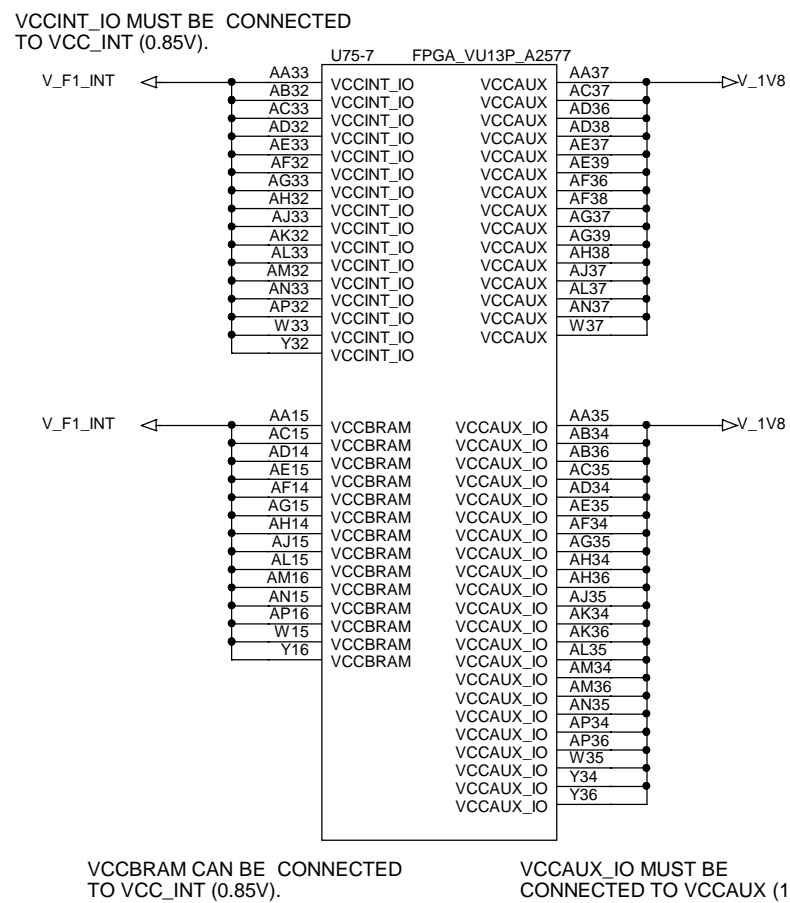 VCCINT_IO MUST BE CONNECTED
TO VCC_INT (0.85V).
U75-7 FPGA_VU13P_A2577
V_F1_INT AA33 VCCINT_IO VCCAUX AA37 V_1V8
AB32 VCCINT_IO VCCAUX AC37
AC33 VCCINT_IO VCCAUX AD36
AD32 VCCINT_IO VCCAUX AD38
AE33 VCCINT_IO VCCAUX AE37
AF32 VCCINT_IO VCCAUX AE39
AG33 VCCINT_IO VCCAUX AF36
AH32 VCCINT_IO VCCAUX AF38
AJ33 VCCINT_IO VCCAUX AG37
AK32 VCCINT_IO VCCAUX AG39
AL33 VCCINT_IO VCCAUX AH38
AM32 VCCINT_IO VCCAUX AJ37
AN33 VCCINT_IO VCCAUX AL37
AP32 VCCINT_IO VCCAUX AN37
W33 VCCINT_IO VCCAUX W37
Y32 VCCINT_IO
V_F1_INT AA15 VCCBRAM VCCAUX_IO AA35 V_1V8
AC15 VCCBRAM VCCAUX_IO AB34
AD14 VCCBRAM VCCAUX_IO AB36
AE15 VCCBRAM VCCAUX_IO AC35
AF14 VCCBRAM VCCAUX_IO AD34
AG15 VCCBRAM VCCAUX_IO AE35
AH14 VCCBRAM VCCAUX_IO AF34
AJ15 VCCBRAM VCCAUX_IO AG35
AL15 VCCBRAM VCCAUX_IO AH34
AM16 VCCBRAM VCCAUX_IO AH36
AN15 VCCBRAM VCCAUX_IO AJ35
AP16 VCCBRAM VCCAUX_IO AK34
W15 VCCBRAM VCCAUX_IO AK36
Y16 VCCBRAM VCCAUX_IO AL35
VCCAUX_IO AM34
VCCAUX_IO AM36
VCCAUX_IO AN35
VCCAUX_IO AP34
VCCAUX_IO AP36
VCCAUX_IO W35
VCCAUX_IO Y34
VCCAUX_IO Y36
VCCBRAM CAN BE CONNECTED
TO VCC_INT (0.85V).
VCCAUX_IO MUST BE
CONNECTED TO VCCAUX (1